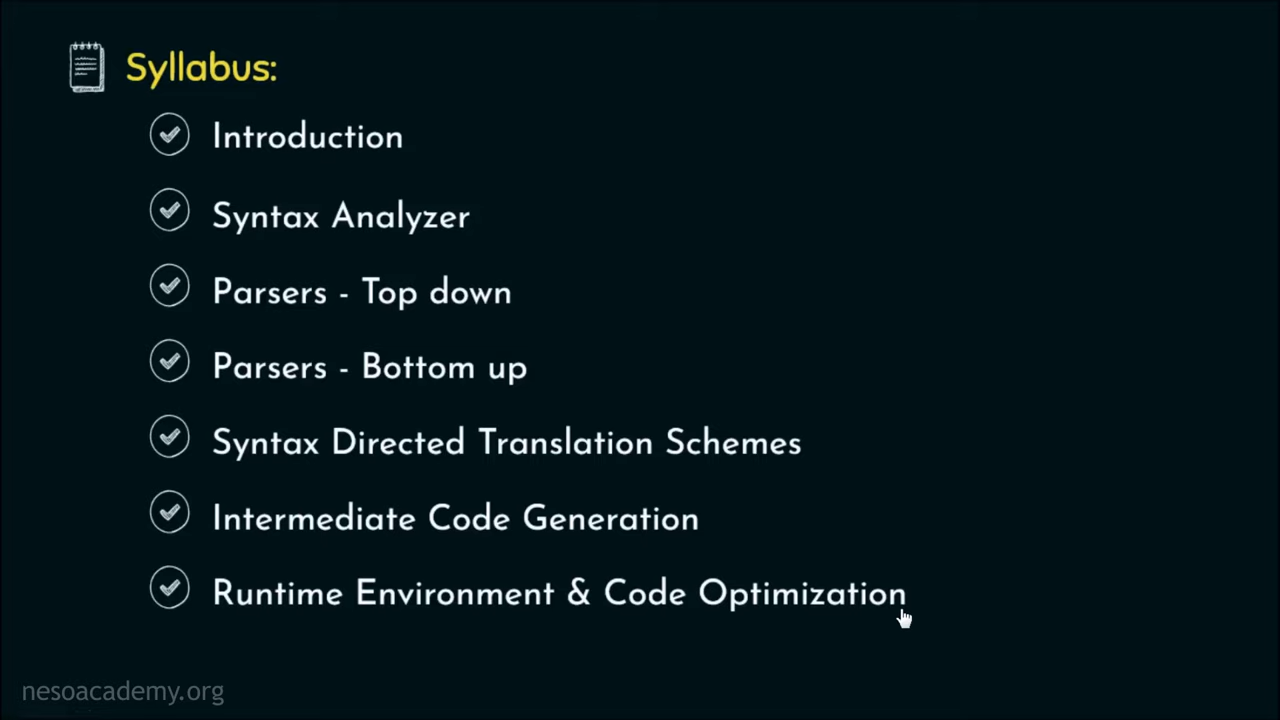 Syllabus:
Introduction
Syntax Analyzer
Parsers - Top down
Parsers - Bottom up
Syntax Directed Translation Schemes
Intermediate Code Generation
Runtime Environment & Code Optimization
nesoacademy.org